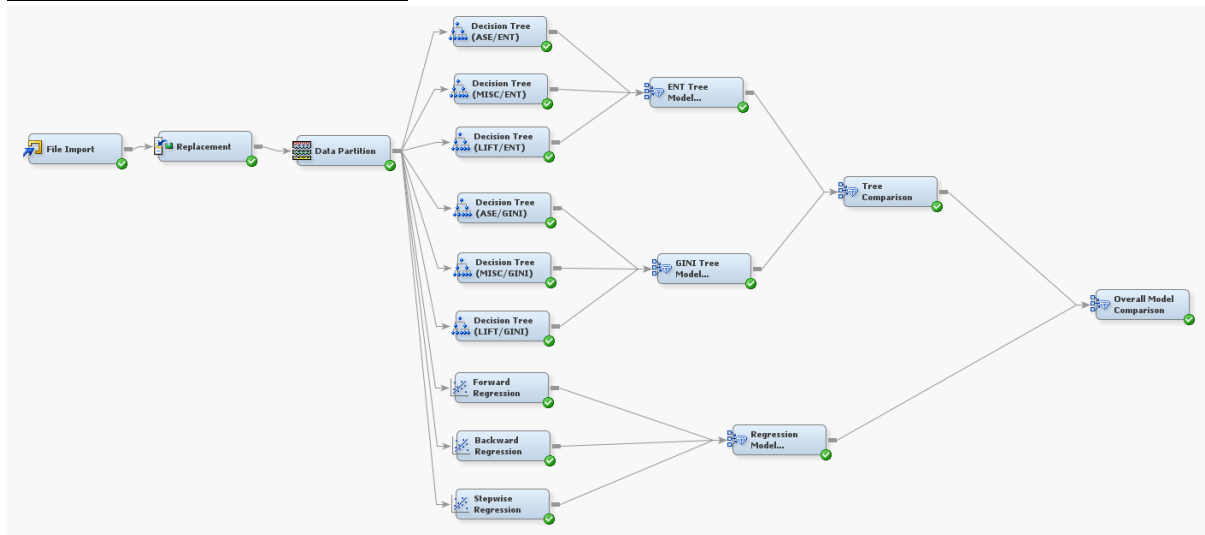 File Import
Replacement
Data Partition
Decision Tree
(ASE/ENT)
Decision Tree
(MISC/ENT)
Decision Tree
(LIFT/ENT)
Decision Tree
(ASE/GINI)
Decision Tree
(MISC/GINI)
Decision Tree
(LIFT/GINI)
Forward
Regression
Backward
Regression
Stepwise
Regression
ENT Tree
Model...
GINI Tree
Model...
Regression
Model...
Tree
Comparison
Overall Model
Comparison